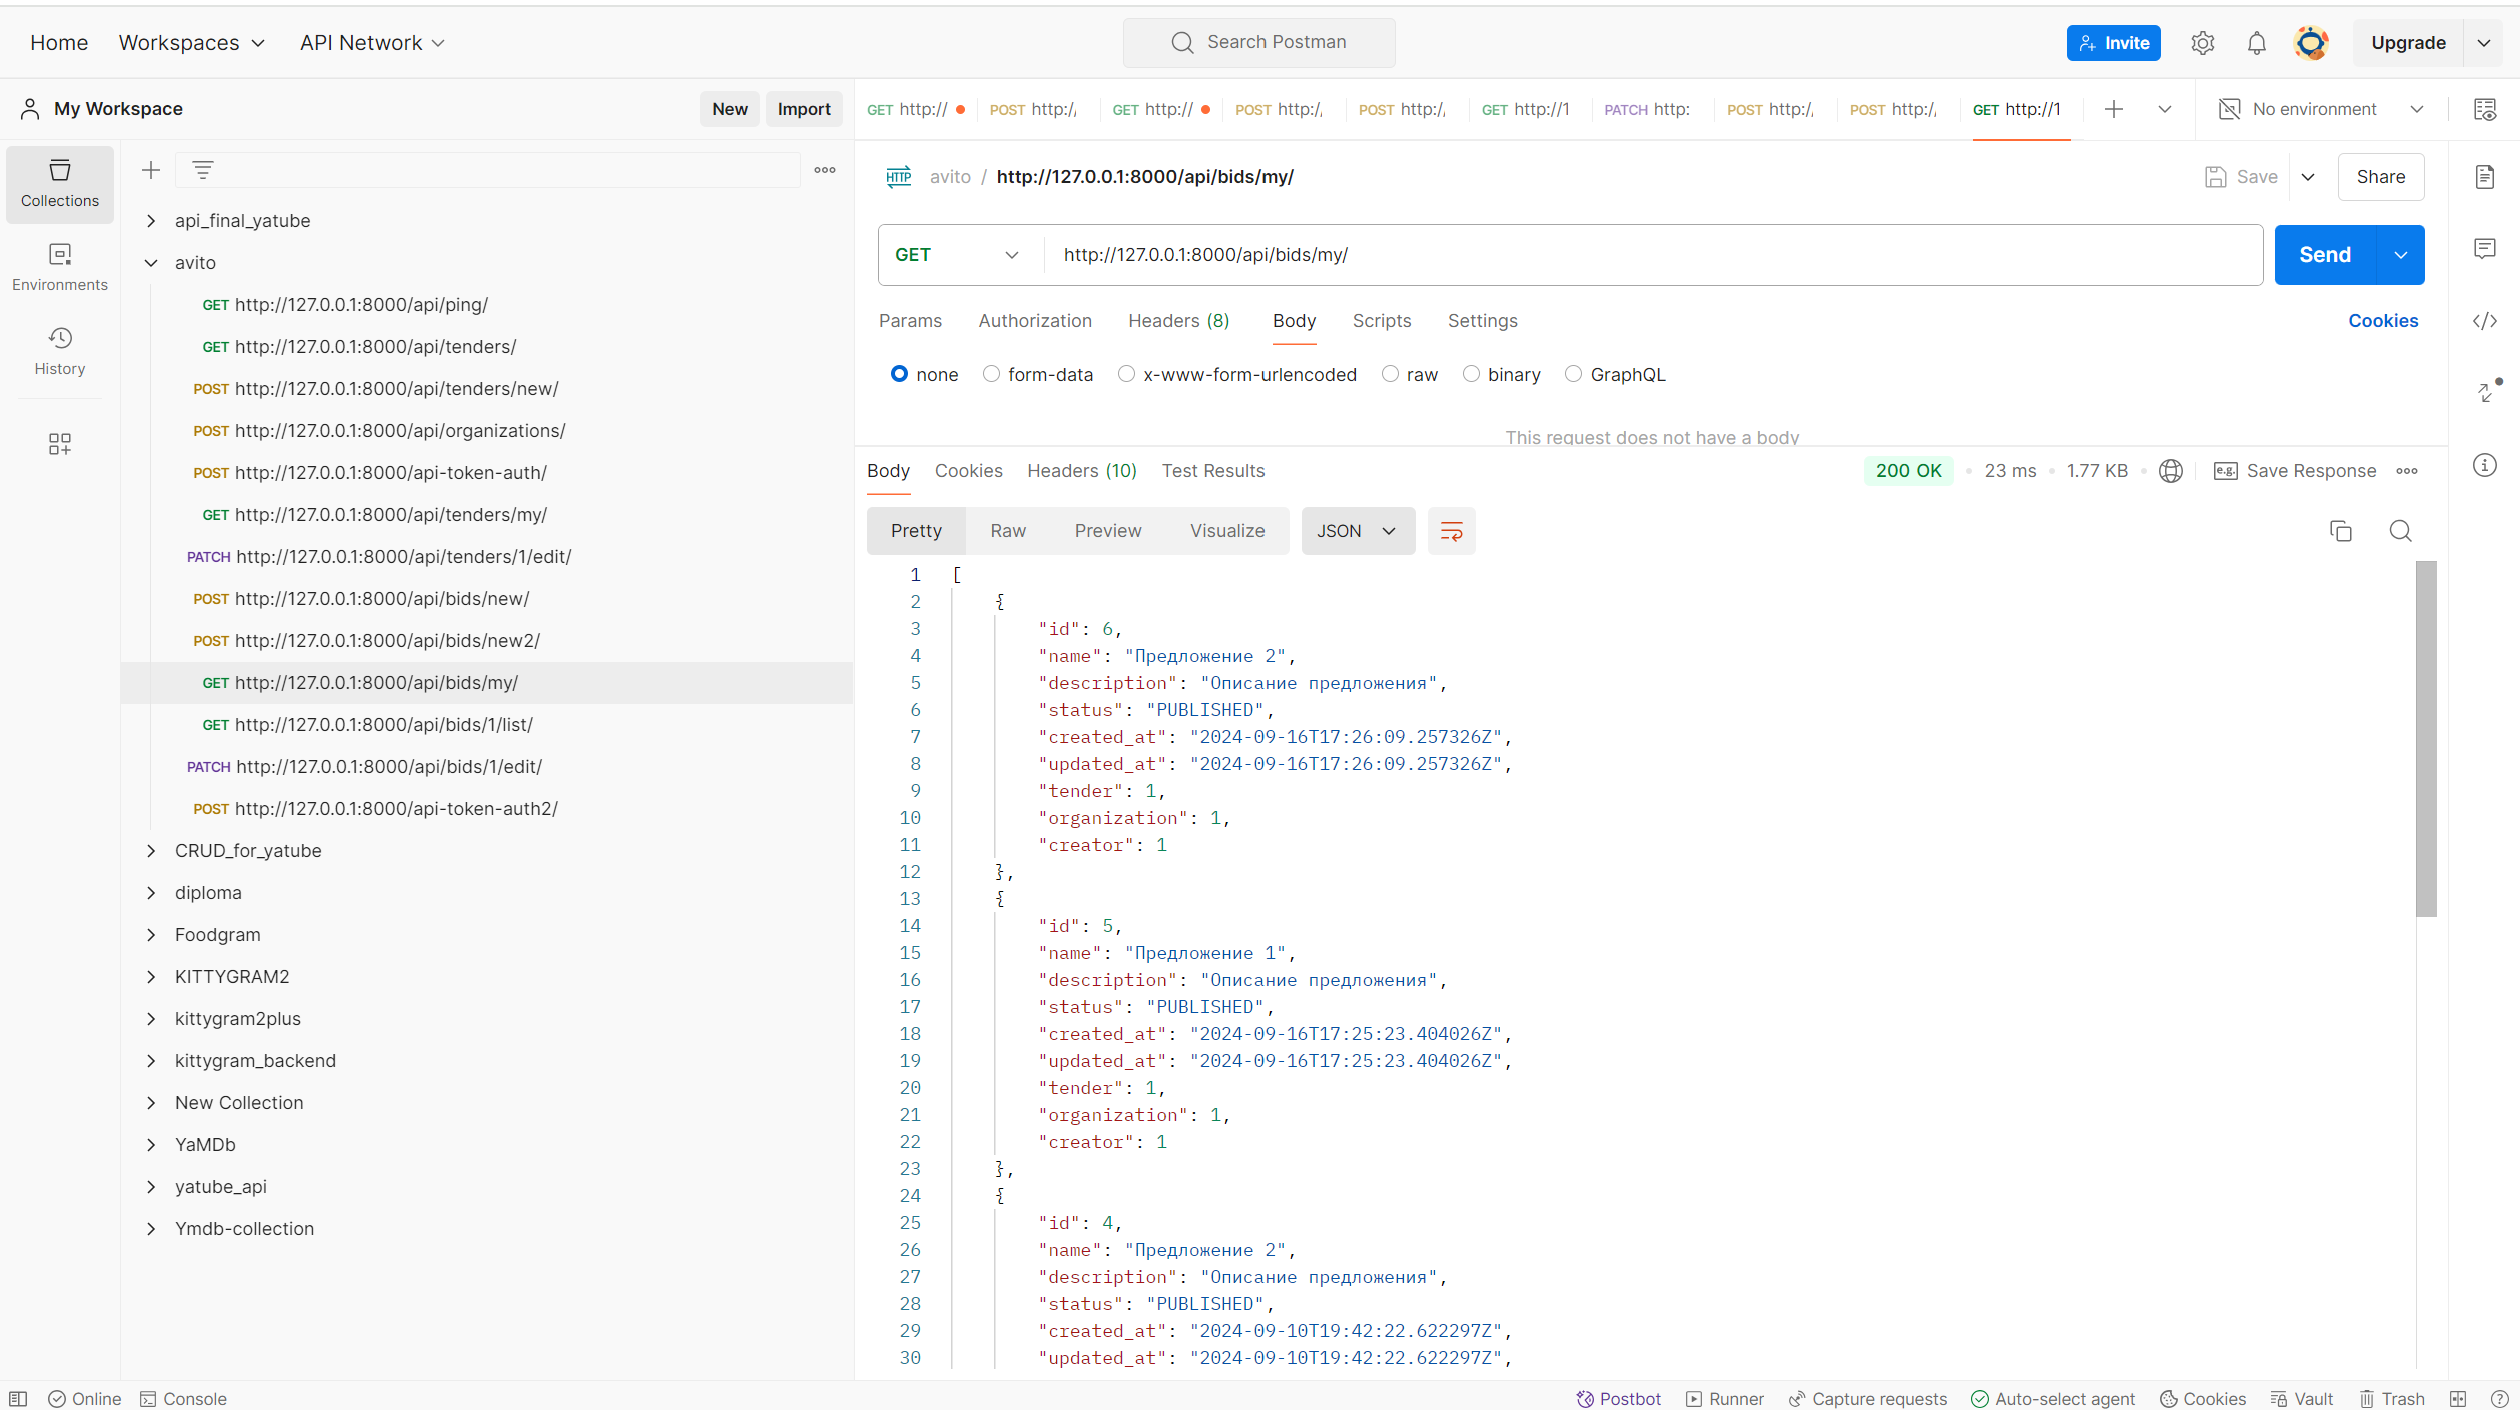 Home Workspaces API Network Search Postman Invite Upgrade
My Workspace New Import GET http:// POST http:/, GET http:// POST http:/, POST http:/, GET http://1 PATCH http: POST http:/, POST http:/, GET http://1 No environment
Collections
Environments
History
api_final_yatube
avito
GET http://127.0.0.1:8000/api/ping/
GET http://127.0.0.1:8000/api/tenders/
POST http://127.0.0.1:8000/api/tenders/new/
POST http://127.0.0.1:8000/api/organizations/
POST http://127.0.0.1:8000/api-token-auth/
GET http://127.0.0.1:8000/api/tenders/my/
PATCH http://127.0.0.1:8000/api/tenders/1/edit/
POST http://127.0.0.1:8000/api/bids/new/
POST http://127.0.0.1:8000/api/bids/new2/
GET http://127.0.0.1:8000/api/bids/my/
GET http://127.0.0.1:8000/api/bids/1/list/
PATCH http://127.0.0.1:8000/api/bids/1/edit/
POST http://127.0.0.1:8000/api-token-auth2/
CRUD_for_yatube
diploma
Foodgram
KITTYGRAM2
kittygram2plus
kittygram_backend
New Collection
YaMDb
yatube_api
Ymdb-collection
HTTP avito / http://127.0.0.1:8000/api/bids/my/ Save Share
GET http://127.0.0.1:8000/api/bids/my/ Send
Params Authorization Headers (8) Body Scripts Settings Cookies
none form-data x-www-form-urlencoded raw binary GraphQL
This request does not have a body
Body Cookies Headers (10) Test Results 200 OK 23 ms 1.77 KB e.g. Save Response
Pretty Raw Preview Visualize JSON
1 [
2 {
3 "id": 6,
4 "name": "Предложение 2",
5 "description": "Описание предложения",
6 "status": "PUBLISHED",
7 "created_at": "2024-09-16T17:26:09.257326Z",
8 "updated_at": "2024-09-16T17:26:09.257326Z",
9 "tender": 1,
10 "organization": 1,
11 "creator": 1
12 },
13 {
14 "id": 5,
15 "name": "Предложение 1",
16 "description": "Описание предложения",
17 "status": "PUBLISHED",
18 "created_at": "2024-09-16T17:25:23.404026Z",
19 "updated_at": "2024-09-16T17:25:23.404026Z",
20 "tender": 1,
21 "organization": 1,
22 "creator": 1
23 },
24 {
25 "id": 4,
26 "name": "Предложение 2",
27 "description": "Описание предложения",
28 "status": "PUBLISHED",
29 "created_at": "2024-09-10T19:42:22.622297Z",
30 "updated_at": "2024-09-10T19:42:22.622297Z",
Online Console Postbot Runner Capture requests Auto-select agent Cookies Vault Trash